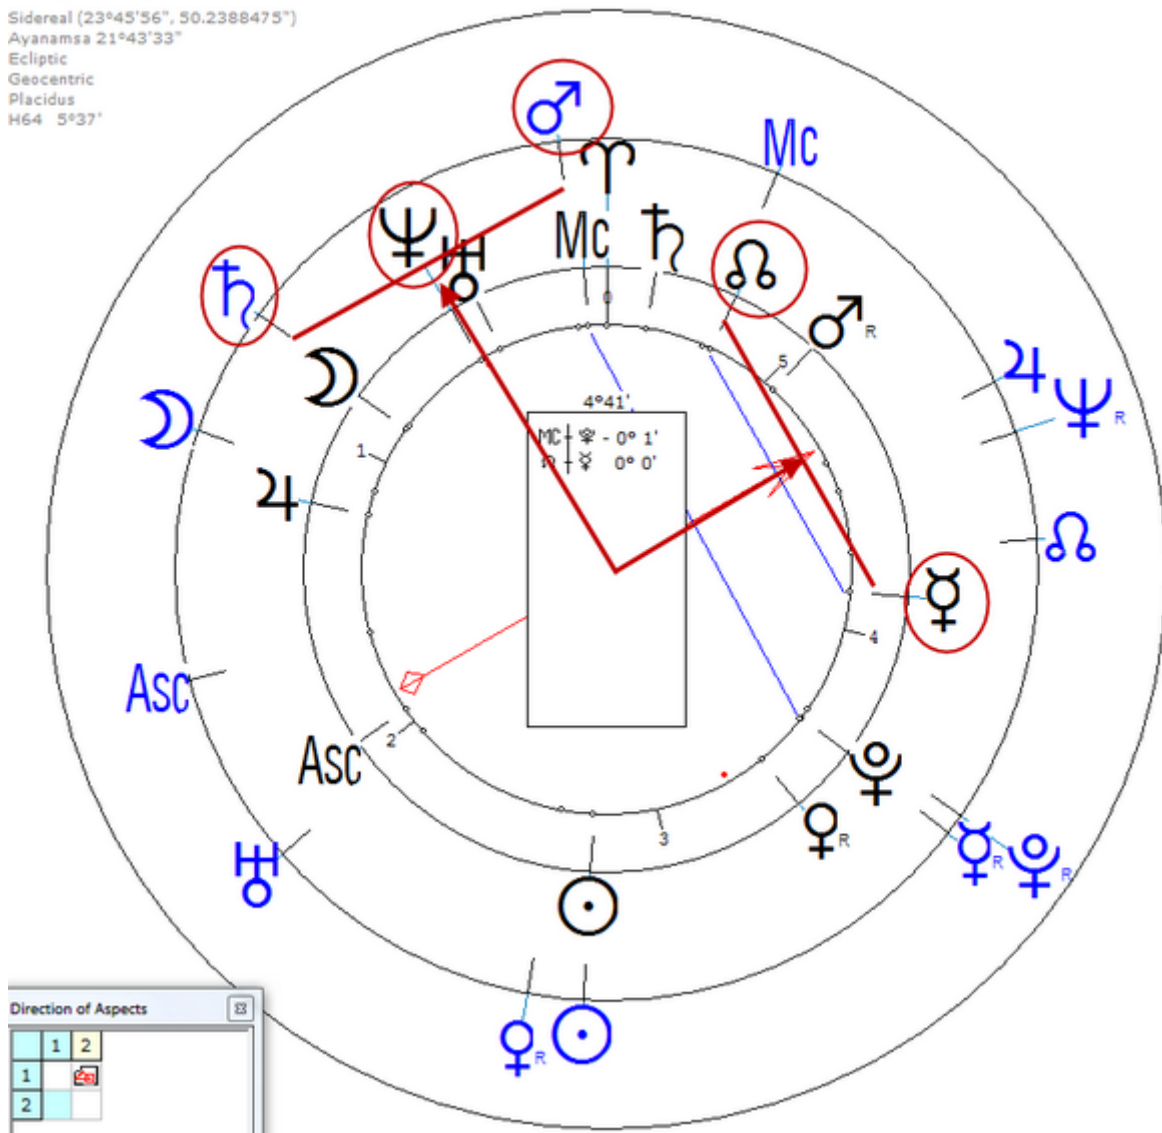 Sidereal (23°45'56", 50.2388475")
Ayanamsa 21°43'33"
Ecliptic
Geocentric
Placidus
H64 5°37'
♂
♈
Mc
♆
♅
Mc
♄
☊
♄
♂ R
0
5
☽
4°41'
♃
♆ R
MC ♇ - 0° 1'
☊ ☿ 0° 0'
☽
1
♃
☊
☿
4
Asc
2
Asc
♇
♀ R
3
♅
☿ R
♇ R
☉
♀ R
☉
Direction of Aspects
1 2
1
2